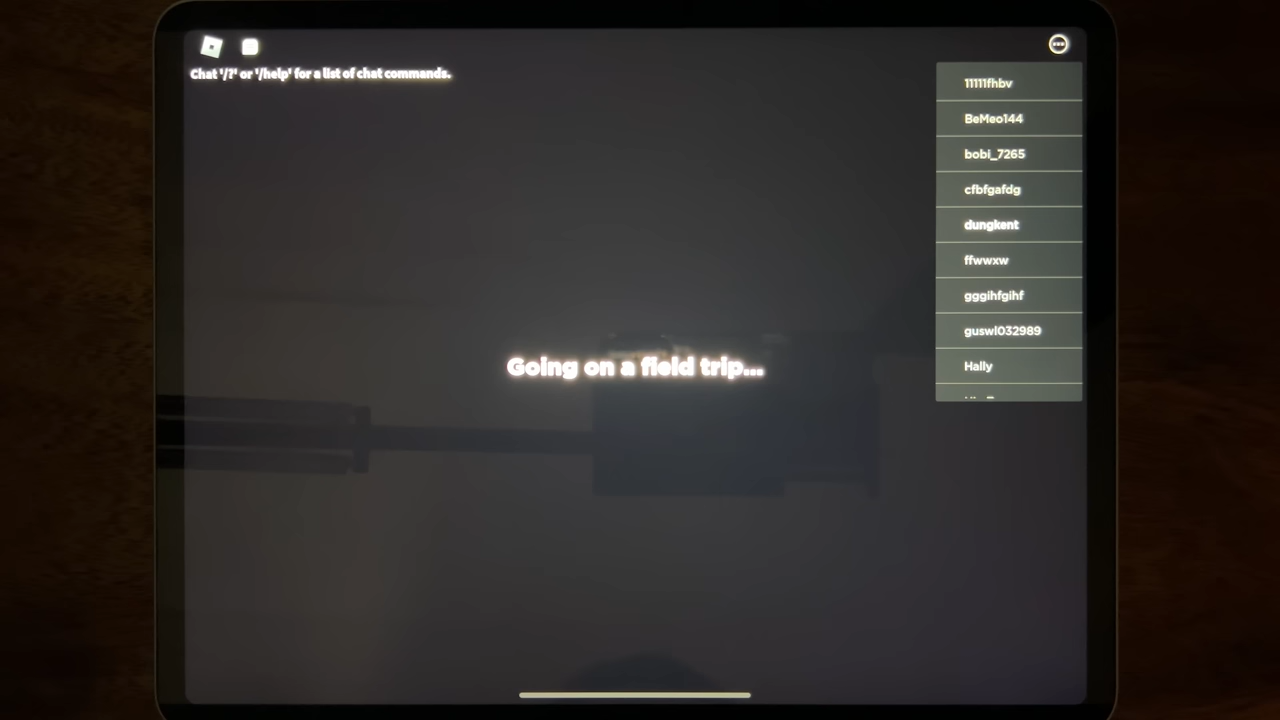 Chat '/?' or '/help' for a list of chat commands.
11111fhbv
BeMeo144
bobi_7265
cfbfgafdg
dungkent
ffwwxw
gggihfgihf
guswl032989
Hally
Going on a field trip...